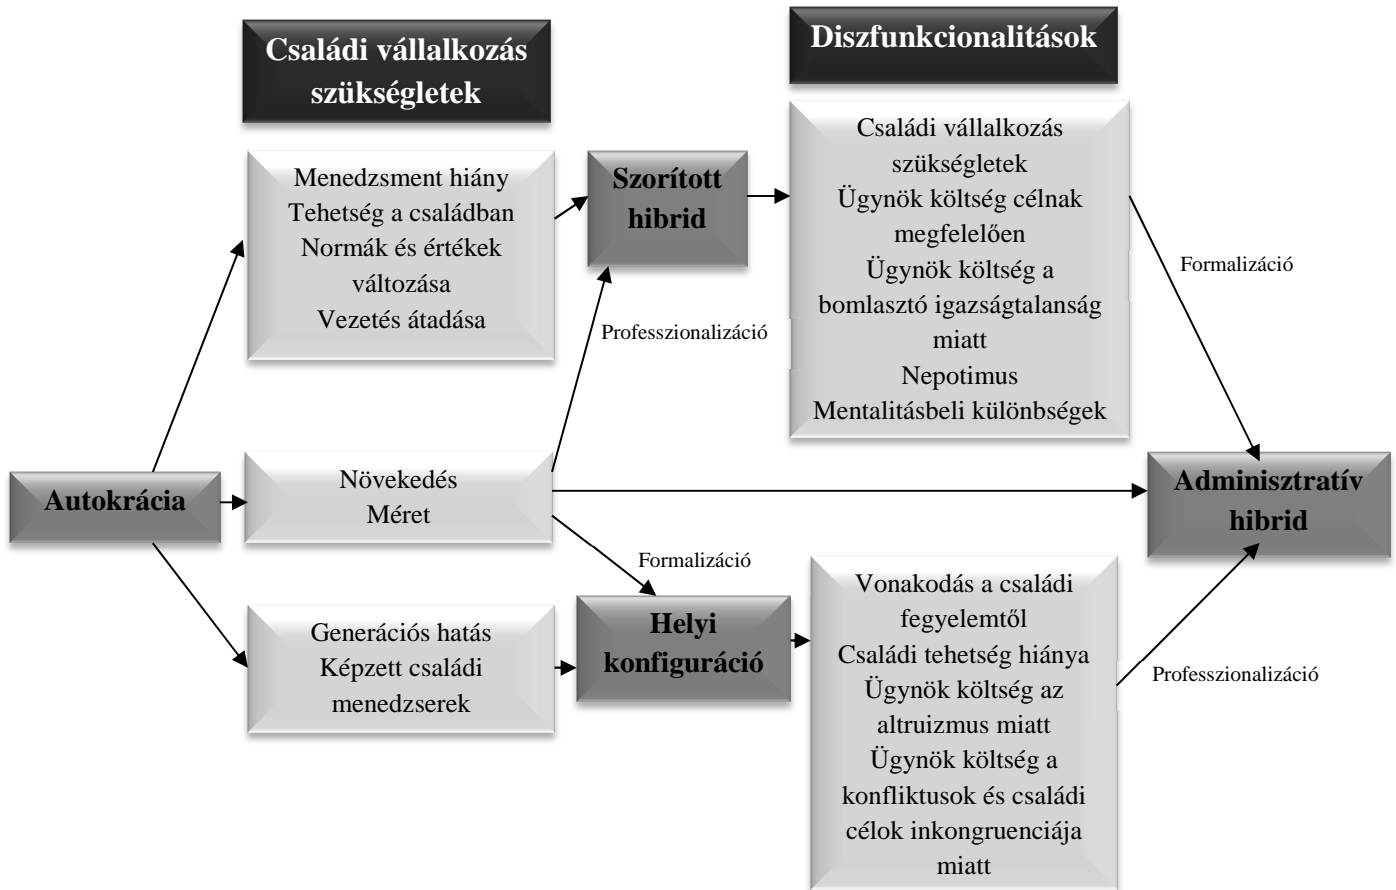 Családi vállalkozás
szükségletek
Diszfunkcionalitások
Menedzsment hiány
Tehetség a családban
Normák és értékek
változása
Vezetés átadása
Szorított
hibrid
Családi vállalkozás
szükségletek
Ügynök költség célnak
megfelelően
Ügynök költség a
bomlasztó igazságtalanság
miatt
Nepotimus
Mentalitásbeli különbségek
Formalizáció
Professzionalizáció
Autokrácia
Növekedés
Méret
Adminisztratív
hibrid
Formalizáció
Generációs hatás
Képzett családi
menedzserek
Helyi
konfiguráció
Vonakodás a családi
fegyelemtől
Családi tehetség hiánya
Ügynök költség az
altruizmus miatt
Ügynök költség a
konfliktusok és családi
célok inkongruenciája
miatt
Professzionalizáció